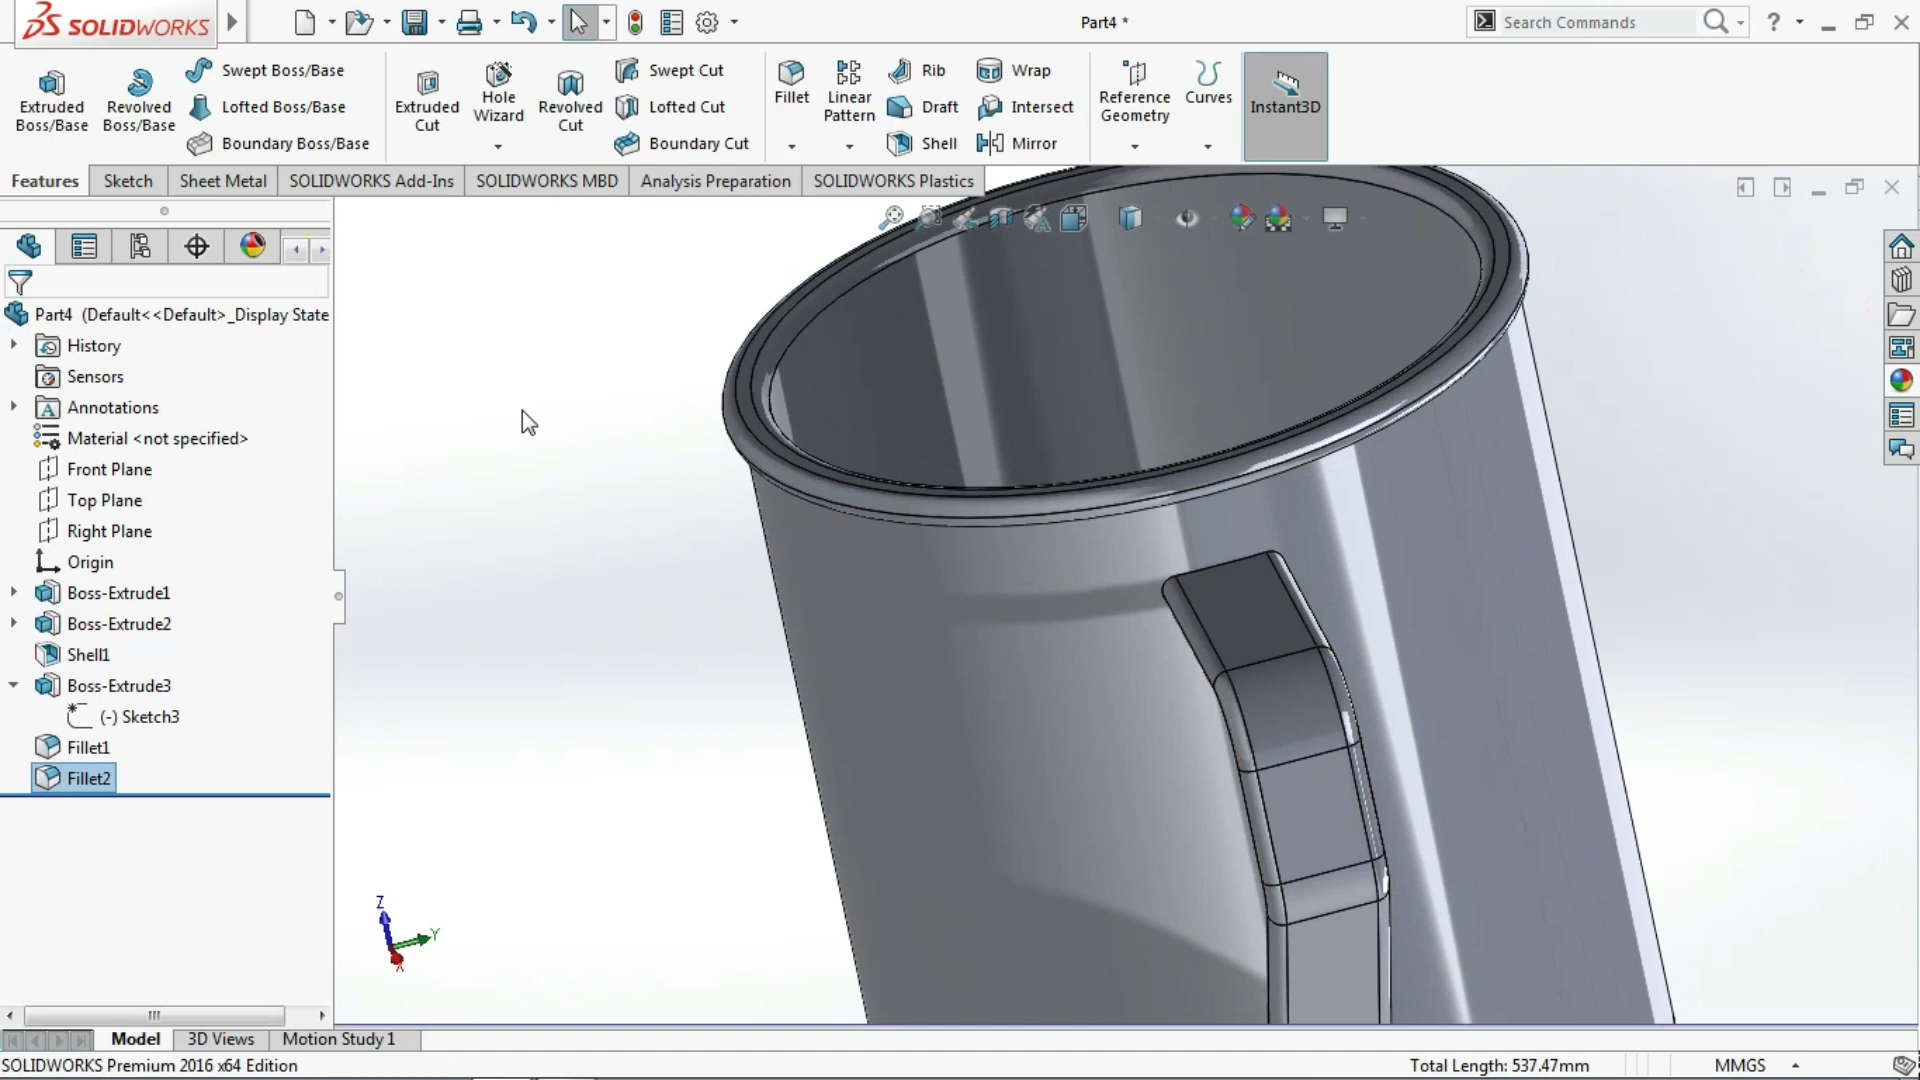 SOLIDWORKS
Part4 *
Search Commands
?
Extruded Boss/Base
Revolved Boss/Base
Swept Boss/Base
Lofted Boss/Base
Boundary Boss/Base
Extruded Cut
Hole Wizard
Revolved Cut
Swept Cut
Lofted Cut
Boundary Cut
Fillet
Linear Pattern
Rib
Draft
Shell
Wrap
Intersect
Mirror
Reference Geometry
Curves
Instant3D
Features
Sketch
Sheet Metal
SOLIDWORKS Add-Ins
SOLIDWORKS MBD
Analysis Preparation
SOLIDWORKS Plastics
Part4 (Default<<Default>_Display State
History
Sensors
Annotations
Material <not specified>
Front Plane
Top Plane
Right Plane
Origin
Boss-Extrude1
Boss-Extrude2
Shell1
Boss-Extrude3
(-) Sketch3
Fillet1
Fillet2
Z
Y
X
Model
3D Views
Motion Study 1
SOLIDWORKS Premium 2016 x64 Edition
Total Length: 537.47mm
MMGS